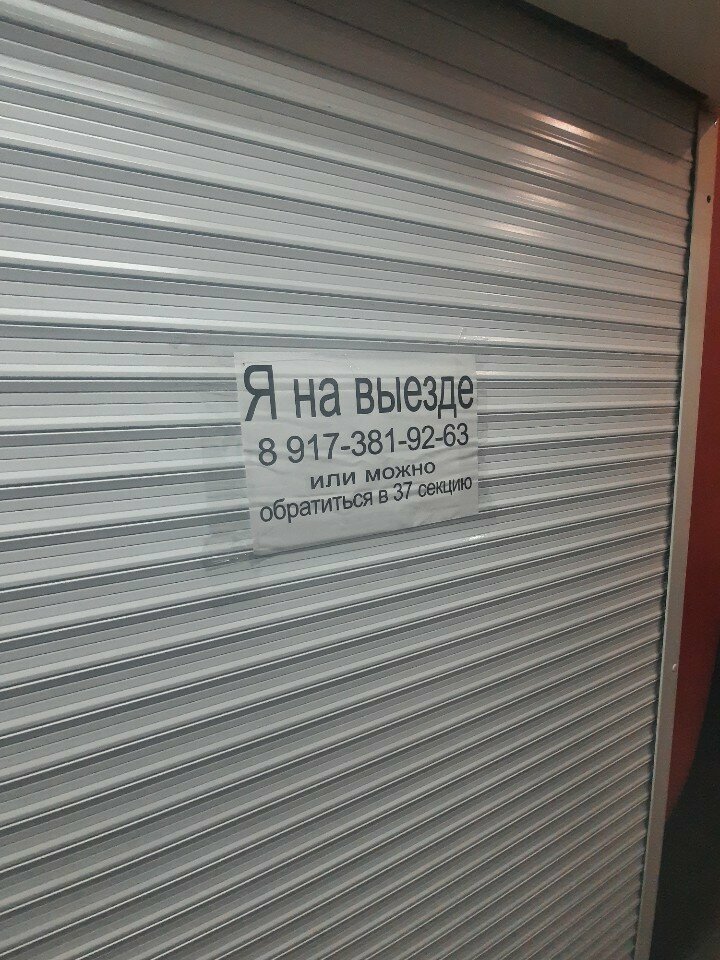 Я на выезде
8 917-381-92-63
или можно
обратиться в 37 секцию